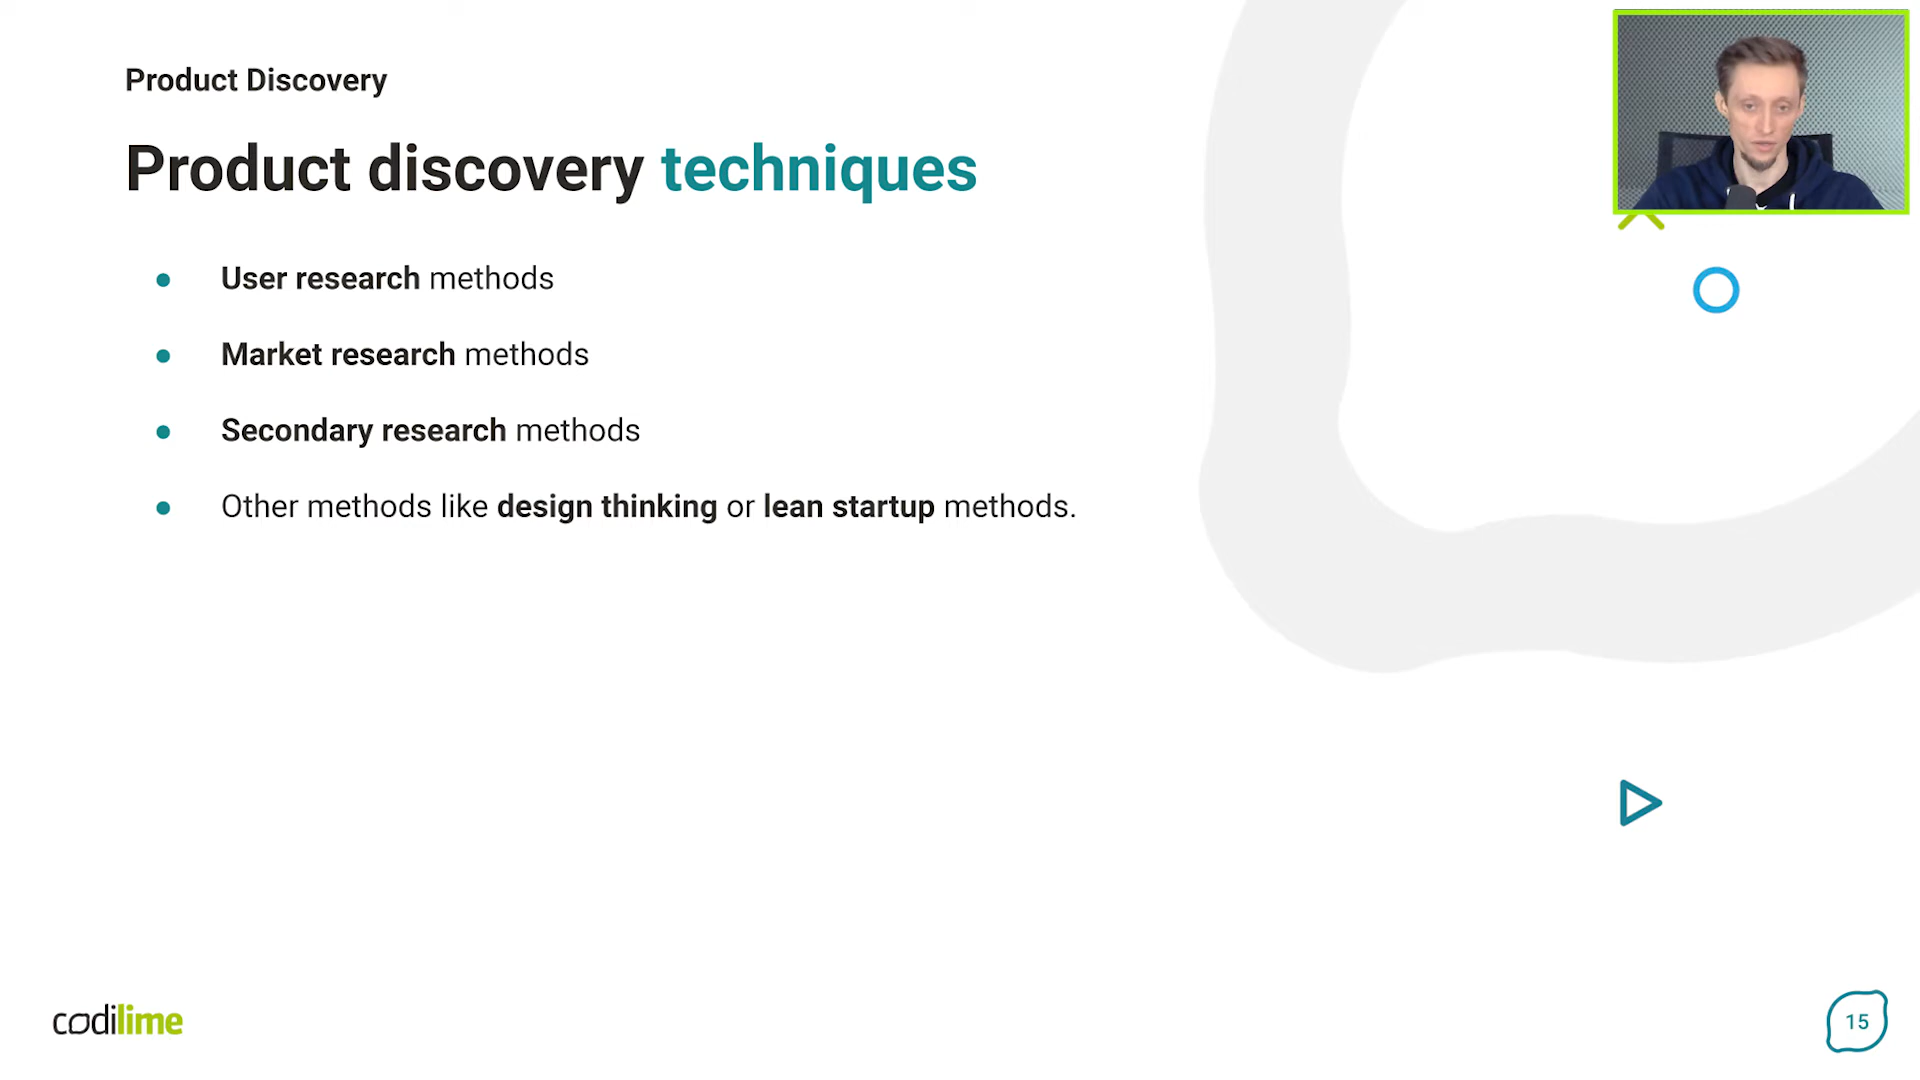 Product Discovery
Product discovery techniques
● User research methods
● Market research methods
● Secondary research methods
● Other methods like design thinking or lean startup methods.
codilime
15